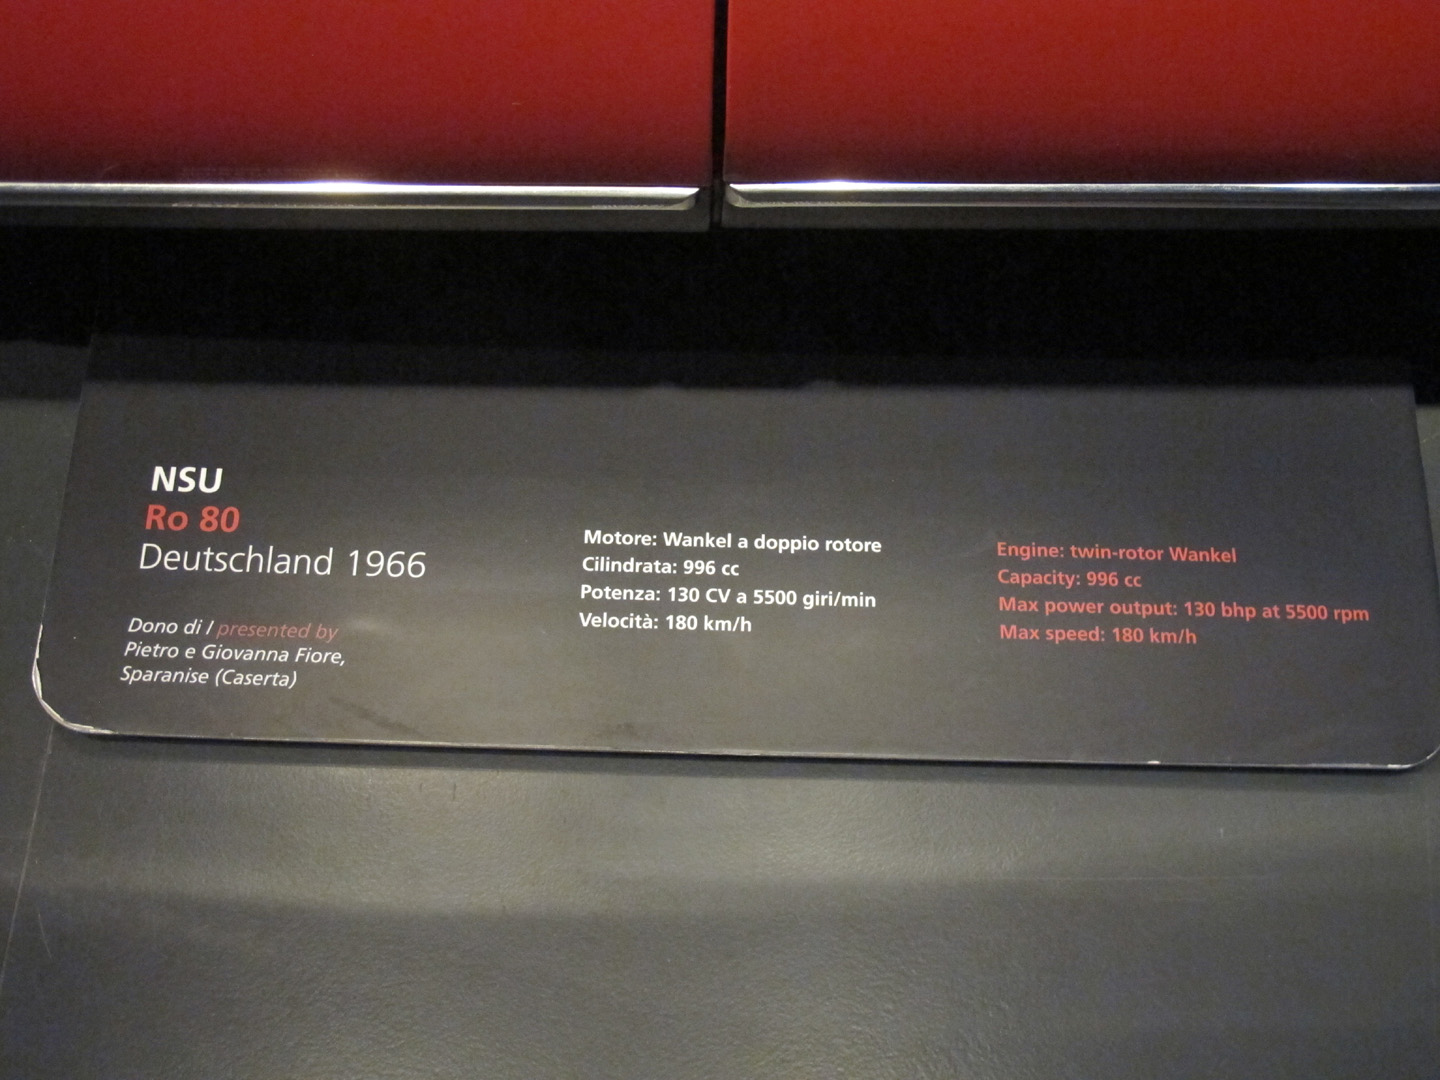 NSU
Ro 80
Deutschland 1966
Dono di / presented by
Pietro e Giovanna Fiore,
Sparanise (Caserta)
Motore: Wankel a doppio rotore
Cilindrata: 996 cc
Potenza: 130 CV a 5500 giri/min
Velocità: 180 km/h
Engine: twin-rotor Wankel
Capacity: 996 cc
Max power output: 130 bhp at 5500 rpm
Max speed: 180 km/h